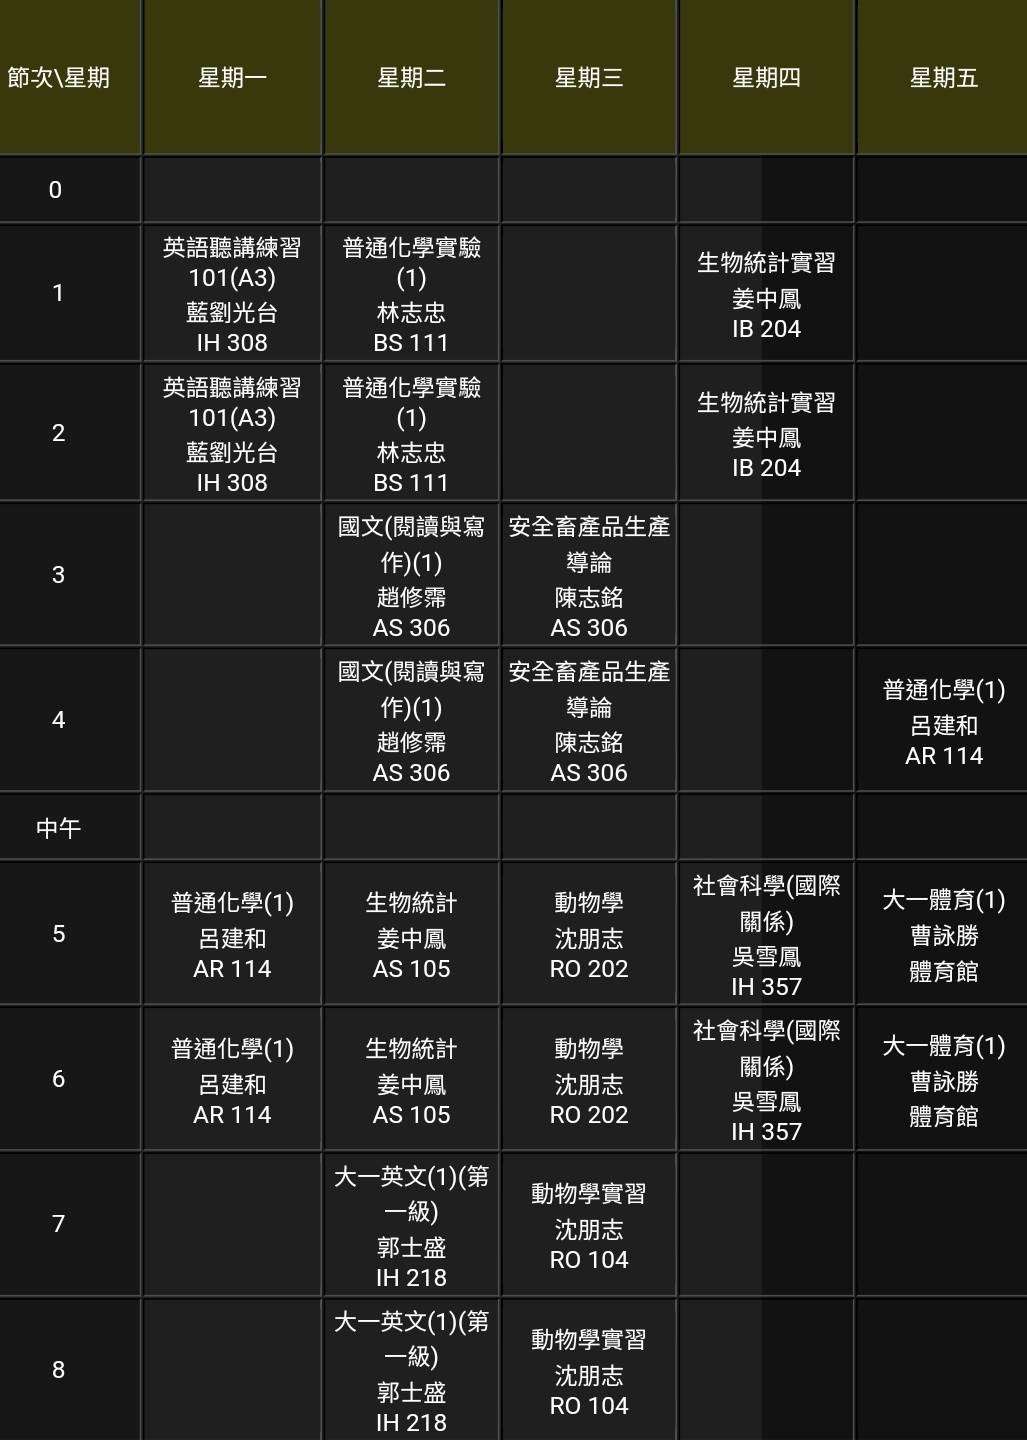 節次\星期
星期一
星期二
星期三
星期四
星期五
0
1
英語聽講練習
101(A3)
藍劉光台
IH 308
普通化學實驗
(1)
林志忠
BS 111
生物統計實習
姜中鳳
IB 204
2
英語聽講練習
101(A3)
藍劉光台
IH 308
普通化學實驗
(1)
林志忠
BS 111
生物統計實習
姜中鳳
IB 204
3
國文(閱讀與寫
作)(1)
趙修霈
AS 306
安全畜產品生產
導論
陳志銘
AS 306
4
國文(閱讀與寫
作)(1)
趙修霈
AS 306
安全畜產品生產
導論
陳志銘
AS 306
普通化學(1)
呂建和
AR 114
中午
5
普通化學(1)
呂建和
AR 114
生物統計
姜中鳳
AS 105
動物學
沈朋志
RO 202
社會科學(國際
關係)
吳雪鳳
IH 357
大一體育(1)
曹詠勝
體育館
6
普通化學(1)
呂建和
AR 114
生物統計
姜中鳳
AS 105
動物學
沈朋志
RO 202
社會科學(國際
關係)
吳雪鳳
IH 357
大一體育(1)
曹詠勝
體育館
7
大一英文(1)(第
一級)
郭士盛
IH 218
動物學實習
沈朋志
RO 104
8
大一英文(1)(第
一級)
郭士盛
IH 218
動物學實習
沈朋志
RO 104